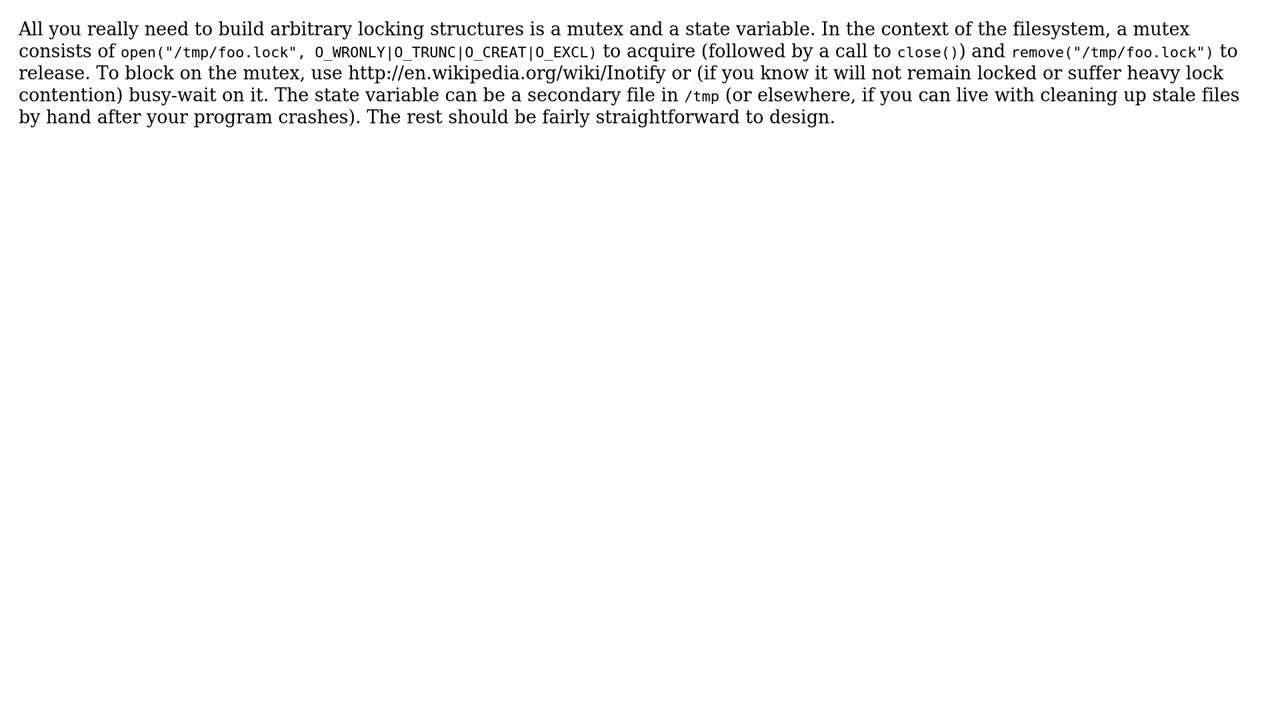 All you really need to build arbitrary locking structures is a mutex and a state variable. In the context of the filesystem, a mutex
consists of open("/tmp/foo.lock", O_WRONLY|O_TRUNC|O_CREAT|O_EXCL) to acquire (followed by a call to close()) and remove("/tmp/foo.lock") to
release. To block on the mutex, use http://en.wikipedia.org/wiki/Inotify or (if you know it will not remain locked or suffer heavy lock
contention) busy-wait on it. The state variable can be a secondary file in /tmp (or elsewhere, if you can live with cleaning up stale files
by hand after your program crashes). The rest should be fairly straightforward to design.